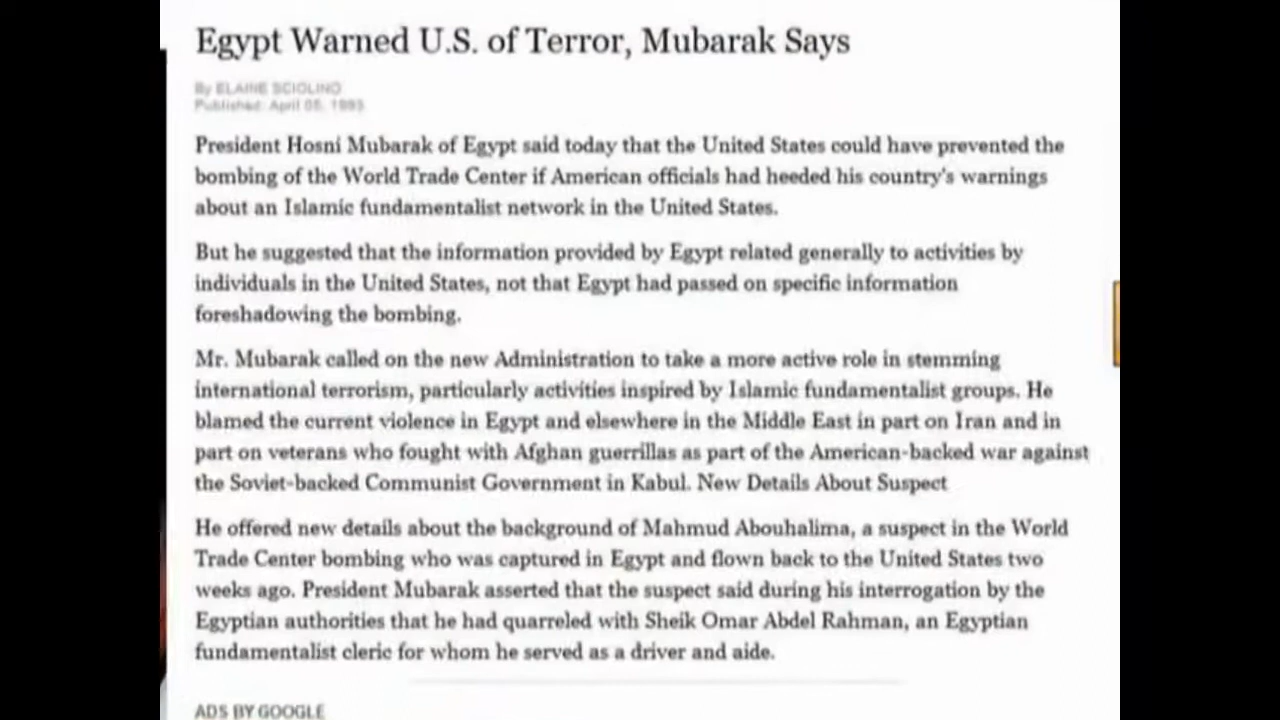 Egypt Warned U.S. of Terror, Mubarak Says
By ELAINE SCIOLINO
Published: April 05, 1993
President Hosni Mubarak of Egypt said today that the United States could have prevented the
bombing of the World Trade Center if American officials had heeded his country's warnings
about an Islamic fundamentalist network in the United States.
But he suggested that the information provided by Egypt related generally to activities by
individuals in the United States, not that Egypt had passed on specific information
foreshadowing the bombing.
Mr. Mubarak called on the new Administration to take a more active role in stemming
international terrorism, particularly activities inspired by Islamic fundamentalist groups. He
blamed the current violence in Egypt and elsewhere in the Middle East in part on Iran and in
part on veterans who fought with Afghan guerrillas as part of the American-backed war against
the Soviet-backed Communist Government in Kabul. New Details About Suspect
He offered new details about the background of Mahmud Abouhalima, a suspect in the World
Trade Center bombing who was captured in Egypt and flown back to the United States two
weeks ago. President Mubarak asserted that the suspect said during his interrogation by the
Egyptian authorities that he had quarreled with Sheik Omar Abdel Rahman, an Egyptian
fundamentalist cleric for whom he served as a driver and aide.
ADS BY GOOGLE